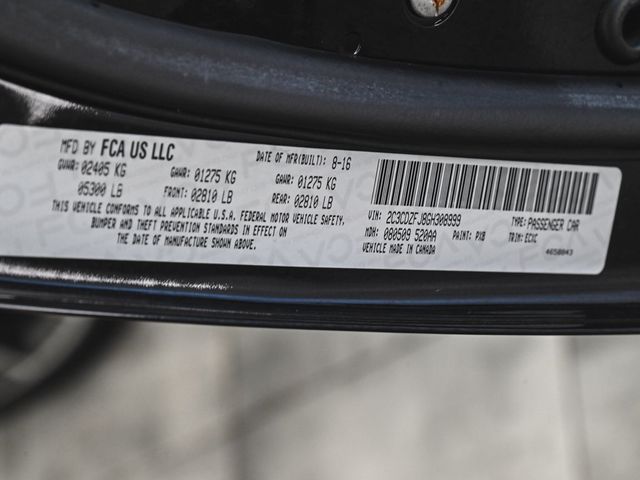 MFD BY FCA US LLC DATE OF MFR(BUILT): 8-16
GVWR: 02405 KG GAWR: 01275 KG GAWR: 01275 KG
05300 LB FRONT: 02810 LB REAR: 02810 LB
THIS VEHICLE CONFORMS TO ALL APPLICABLE U.S.A. FEDERAL MOTOR VEHICLE SAFETY,
BUMPER AND THEFT PREVENTION STANDARDS IN EFFECT ON
THE DATE OF MANUFACTURE SHOWN ABOVE.
VIN: 2C3CDZFJ8GH308999 TYPE: PASSENGER CAR
MDH: 080509 520AA PAINT: PX8 TRIM: ECXC
VEHICLE MADE IN CANADA 4658043